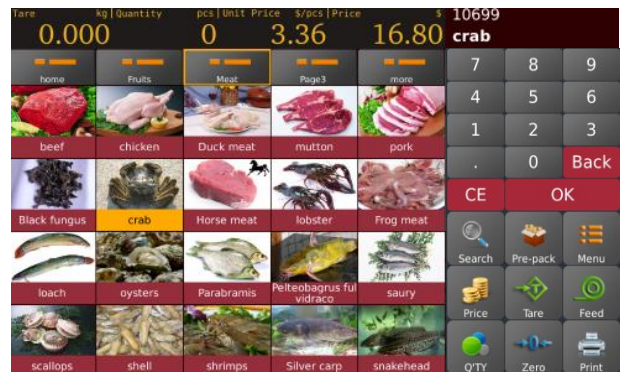 Tare kg|Quantity pcs|Unit Price $/pcs|Price $
0.000 0 3.36 16.80
10699
crab
home Fruits Meat Page3 more
7 8 9
4 5 6
1 2 3
. 0 Back
CE OK
beef chicken Duck meat mutton pork
Black fungus crab Horse meat lobster Frog meat
loach oysters Parabramis Pelteobagrus ful
vidraco saury
scallops shell shrimps Silver carp snakehead
Search Pre-pack Menu
Price Tare Feed
Q'TY Zero Print